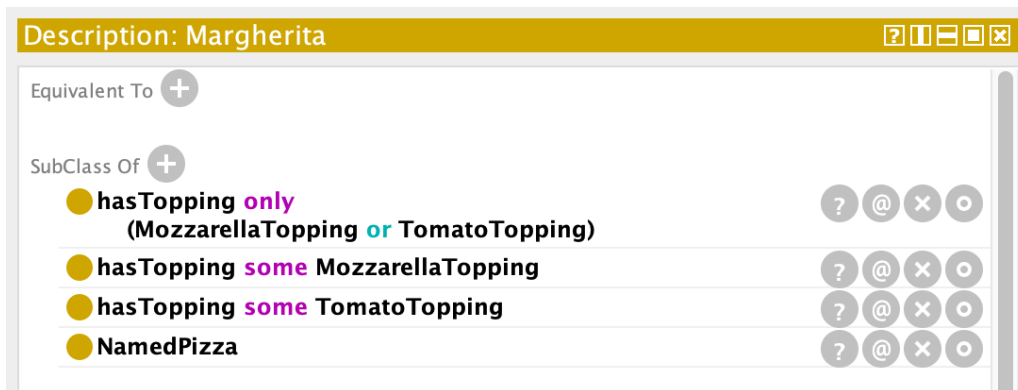 Description: Margherita
Equivalent To
SubClass Of
hasTopping only
(MozzarellaTopping or TomatoTopping)
hasTopping some MozzarellaTopping
hasTopping some TomatoTopping
NamedPizza